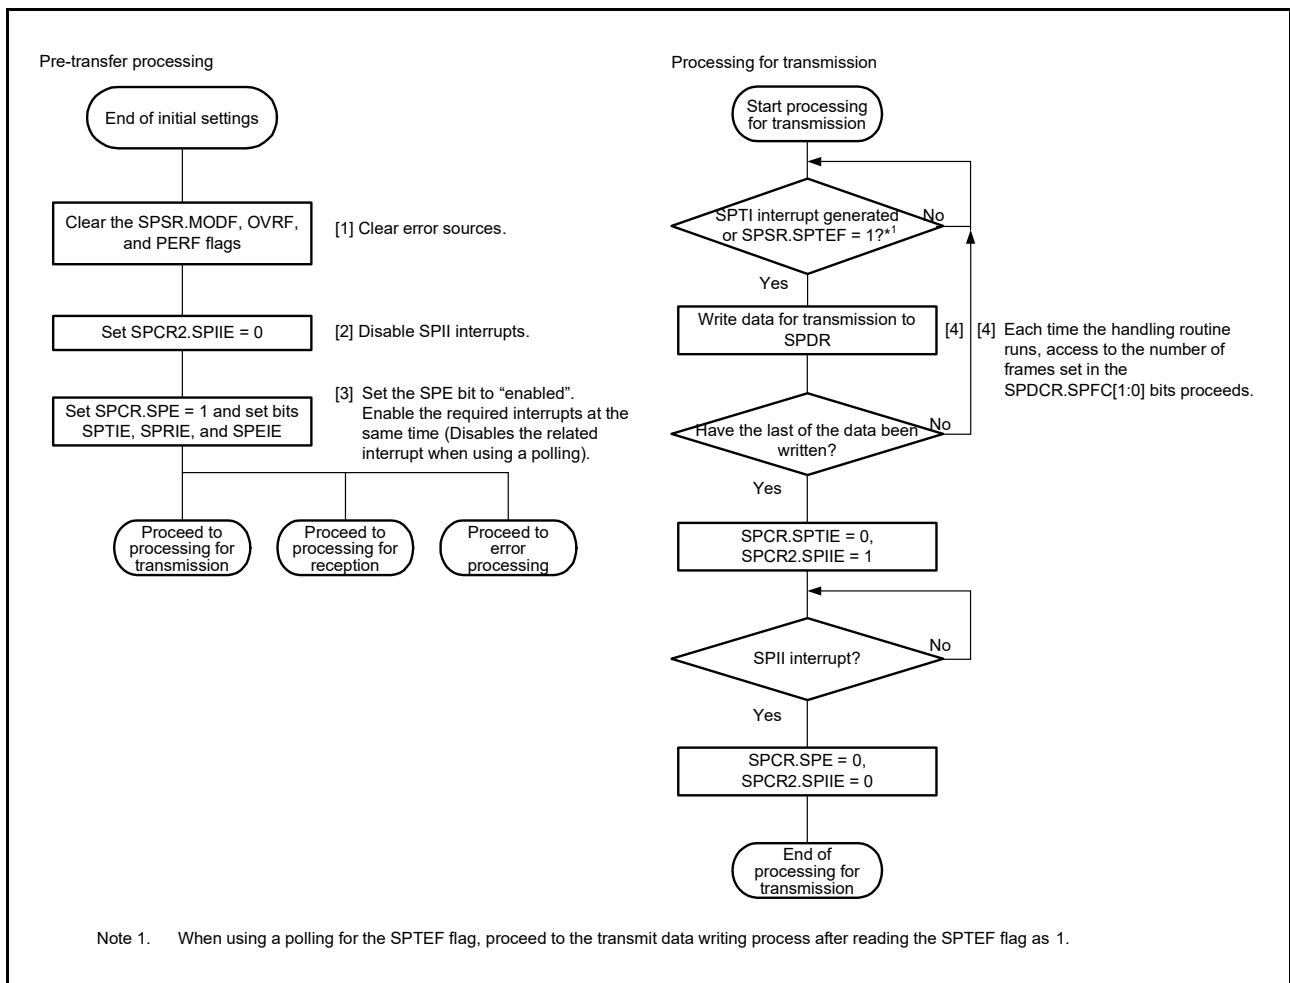 Pre-transfer processing
End of initial settings
Clear the SPSR.MODF, OVRF,
and PERF flags
[1] Clear error sources.
Set SPCR2.SPIIE = 0
[2] Disable SPII interrupts.
Set SPCR.SPE = 1 and set bits
SPTIE, SPRIE, and SPEIE
[3] Set the SPE bit to “enabled”.
Enable the required interrupts at the
same time (Disables the related
interrupt when using a polling).
Proceed to
processing for
transmission
Proceed to
processing for
reception
Proceed to
error
processing
Processing for transmission
Start processing
for transmission
SPTI interrupt generated
or SPSR.SPTEF = 1?*1
No
Yes
Write data for transmission to
SPDR
[4]
[4] Each time the handling routine
runs, access to the number of
frames set in the
SPDCR.SPFC[1:0] bits proceeds.
Have the last of the data been
written?
No
Yes
SPCR.SPTIE = 0,
SPCR2.SPIIE = 1
SPII interrupt?
No
Yes
SPCR.SPE = 0,
SPCR2.SPIIE = 0
End of
processing for
transmission
Note 1. When using a polling for the SPTEF flag, proceed to the transmit data writing process after reading the SPTEF flag as 1.